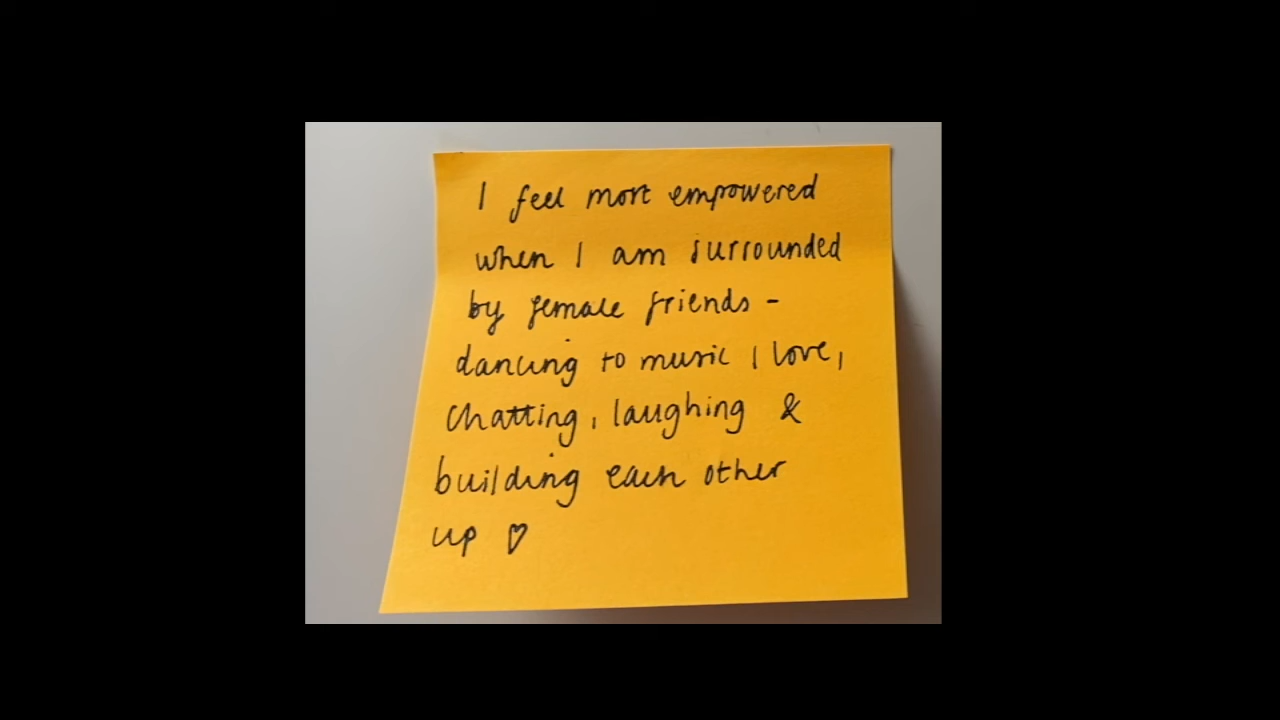 I feel most empowered
when I am surrounded
by female friends -
dancing to music I love,
chatting, laughing &
building each other
up ♡